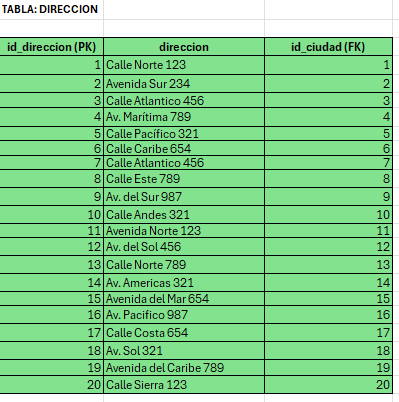 TABLA: DIRECCION
id_direccion (PK) direccion id_ciudad (FK)
1 Calle Norte 123 1
2 Avenida Sur 234 2
3 Calle Atlantico 456 3
4 Av. Marítima 789 4
5 Calle Pacífico 321 5
6 Calle Caribe 654 6
7 Calle Atlantico 456 7
8 Calle Este 789 8
9 Av. del Sur 987 9
10 Calle Andes 321 10
11 Avenida Norte 123 11
12 Av. del Sol 456 12
13 Calle Norte 789 13
14 Av. Americas 321 14
15 Avenida del Mar 654 15
16 Av. Pacifico 987 16
17 Calle Costa 654 17
18 Av. Sol 321 18
19 Avenida del Caribe 789 19
20 Calle Sierra 123 20